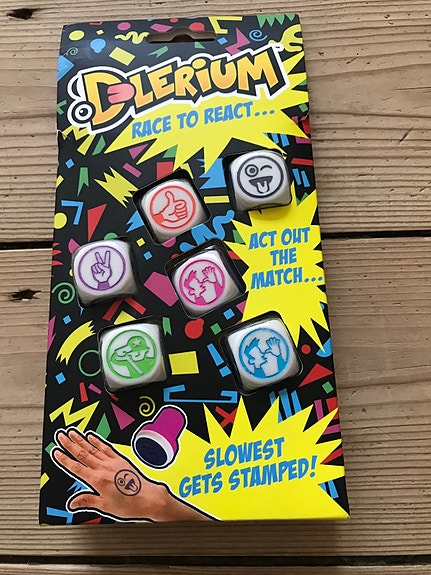 DLERIUM
RACE TO REACT...
ACT OUT
THE
MATCH...
SLOWEST
GETS STAMPED!